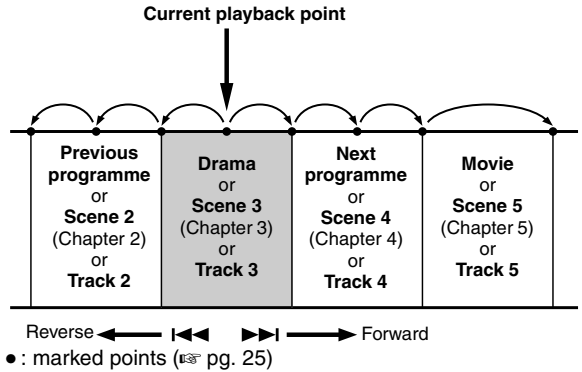 Current playback point
Previous
programme
or
Scene 2
(Chapter 2)
or
Track 2
Drama
or
Scene 3
(Chapter 3)
or
Track 3
Next
programme
or
Scene 4
(Chapter 4)
or
Track 4
Movie
or
Scene 5
(Chapter 5)
or
Track 5
Reverse
Forward
● : marked points (☞ pg. 25)